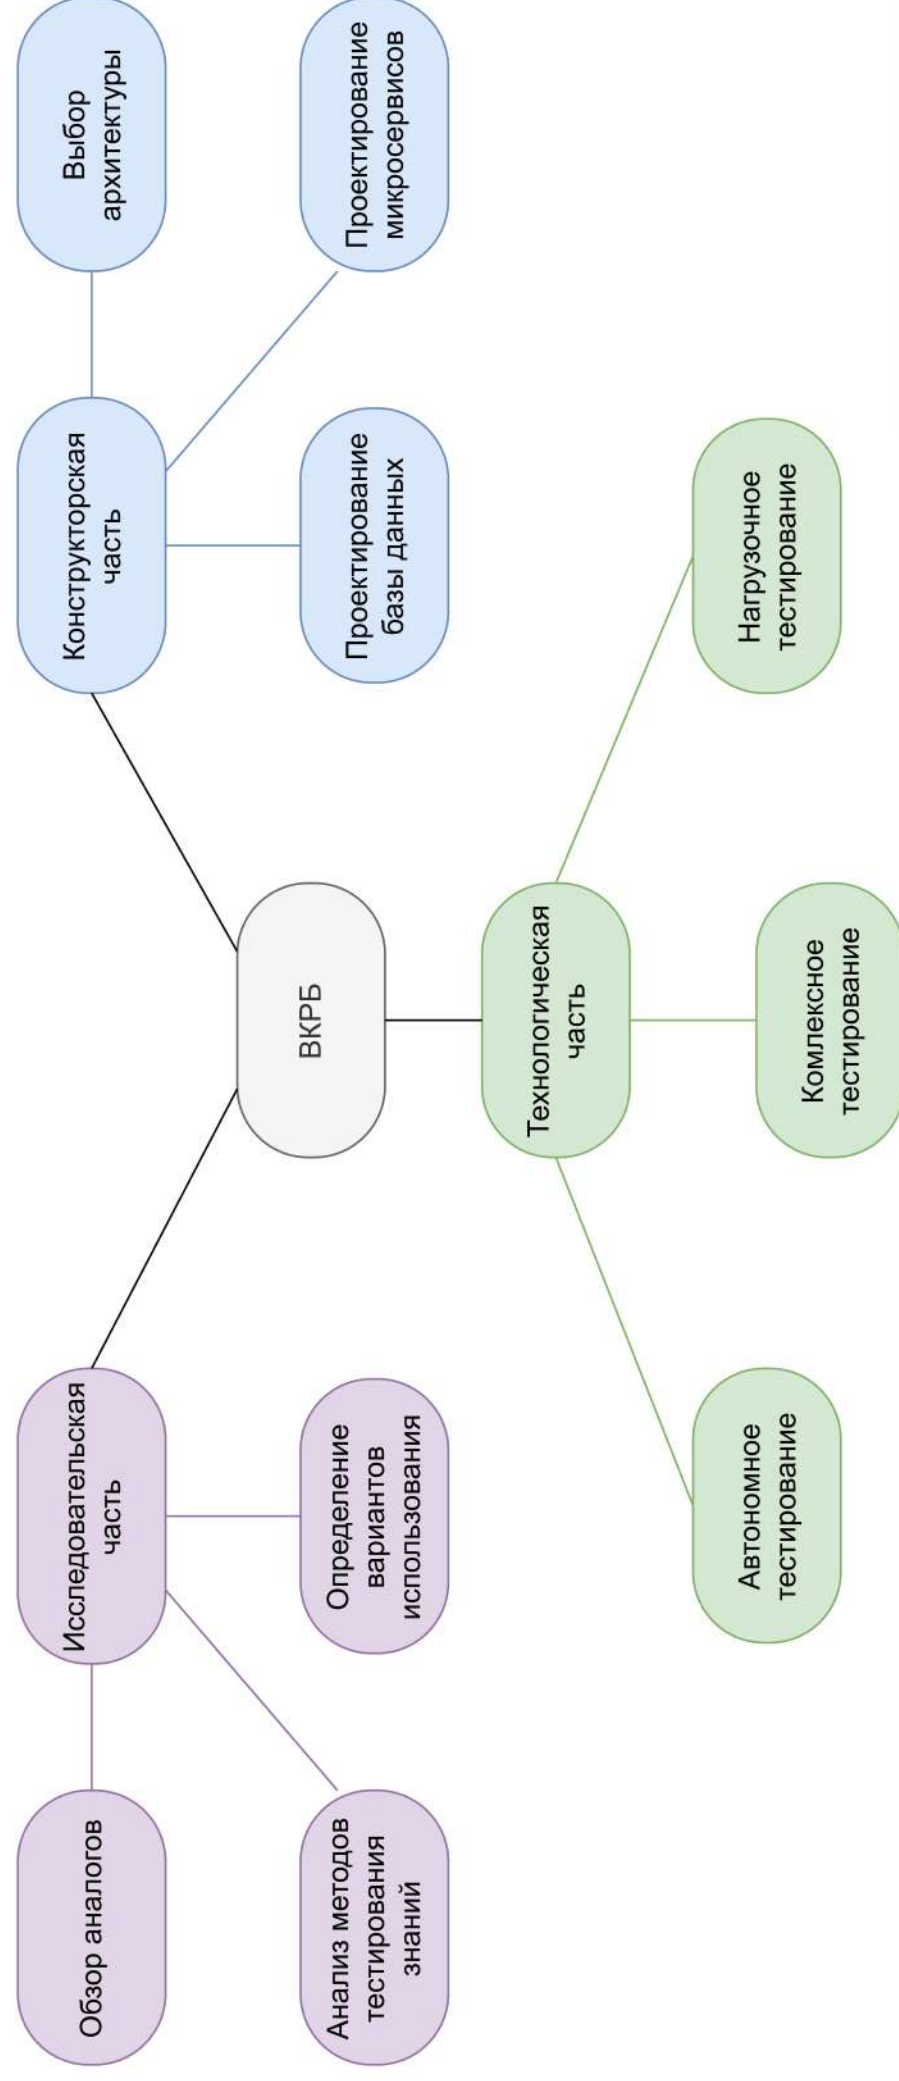 Обзор аналогов
Исследовательская
часть
Конструкторская
часть
Выбор
архитектуры
Анализ методов
тестирования
знаний
Определение
вариантов
использования
ВКРБ
Проектирование
базы данных
Проектирование
микросервисов
Технологическая
часть
Автономное
тестирование
Комлексное
тестирование
Нагрузочное
тестирование